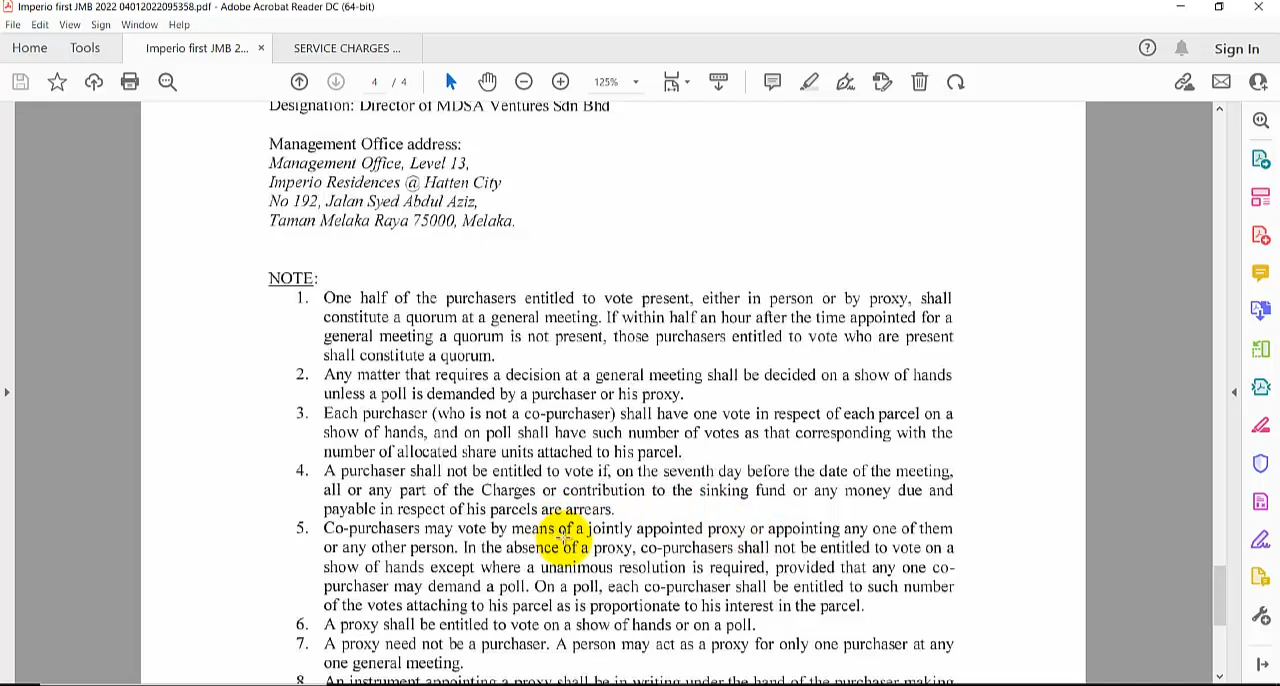 Imperio first JMB 2022 04012022095358.pdf - Adobe Acrobat Reader DC (64-bit)
File Edit View Sign Window Help
Home Tools Imperio first JMB 2... × SERVICE CHARGES ... Sign In
4 / 4 125%
Designation: Director of MDSA Ventures Sdn Bhd
Management Office address:
Management Office, Level 13,
Imperio Residences @ Hatten City
No 192, Jalan Syed Abdul Aziz,
Taman Melaka Raya 75000, Melaka.
NOTE:
1. One half of the purchasers entitled to vote present, either in person or by proxy, shall
constitute a quorum at a general meeting. If within half an hour after the time appointed for a
general meeting a quorum is not present, those purchasers entitled to vote who are present
shall constitute a quorum.
2. Any matter that requires a decision at a general meeting shall be decided on a show of hands
unless a poll is demanded by a purchaser or his proxy.
3. Each purchaser (who is not a co-purchaser) shall have one vote in respect of each parcel on a
show of hands, and on poll shall have such number of votes as that corresponding with the
number of allocated share units attached to his parcel.
4. A purchaser shall not be entitled to vote if, on the seventh day before the date of the meeting,
all or any part of the Charges or contribution to the sinking fund or any money due and
payable in respect of his parcels are arrears.
5. Co-purchasers may vote by means of a jointly appointed proxy or appointing any one of them
or any other person. In the absence of a proxy, co-purchasers shall not be entitled to vote on a
show of hands except where a unanimous resolution is required, provided that any one co-
purchaser may demand a poll. On a poll, each co-purchaser shall be entitled to such number
of the votes attaching to his parcel as is proportionate to his interest in the parcel.
6. A proxy shall be entitled to vote on a show of hands or on a poll.
7. A proxy need not be a purchaser. A person may act as a proxy for only one purchaser at any
one general meeting.
8 An instrument appointing a proxy shall be in writing under the hand of the purchaser making